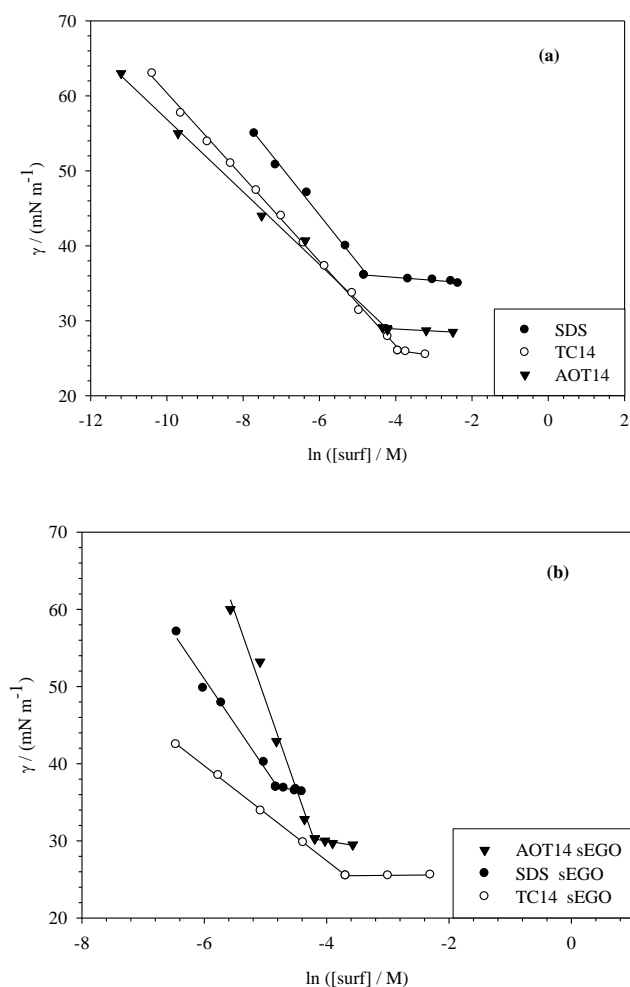 70
(a)
60
50
γ / (mN m⁻¹)
40
30
SDS
TC14
AOT14
20
-12 -10 -8 -6 -4 -2 0 2
ln ([surf] / M)
70
(b)
60
50
γ / (mN m⁻¹)
40
30
AOT14 sEGO
SDS sEGO
TC14 sEGO
20
-8 -6 -4 -2 0
ln ([surf] / M)